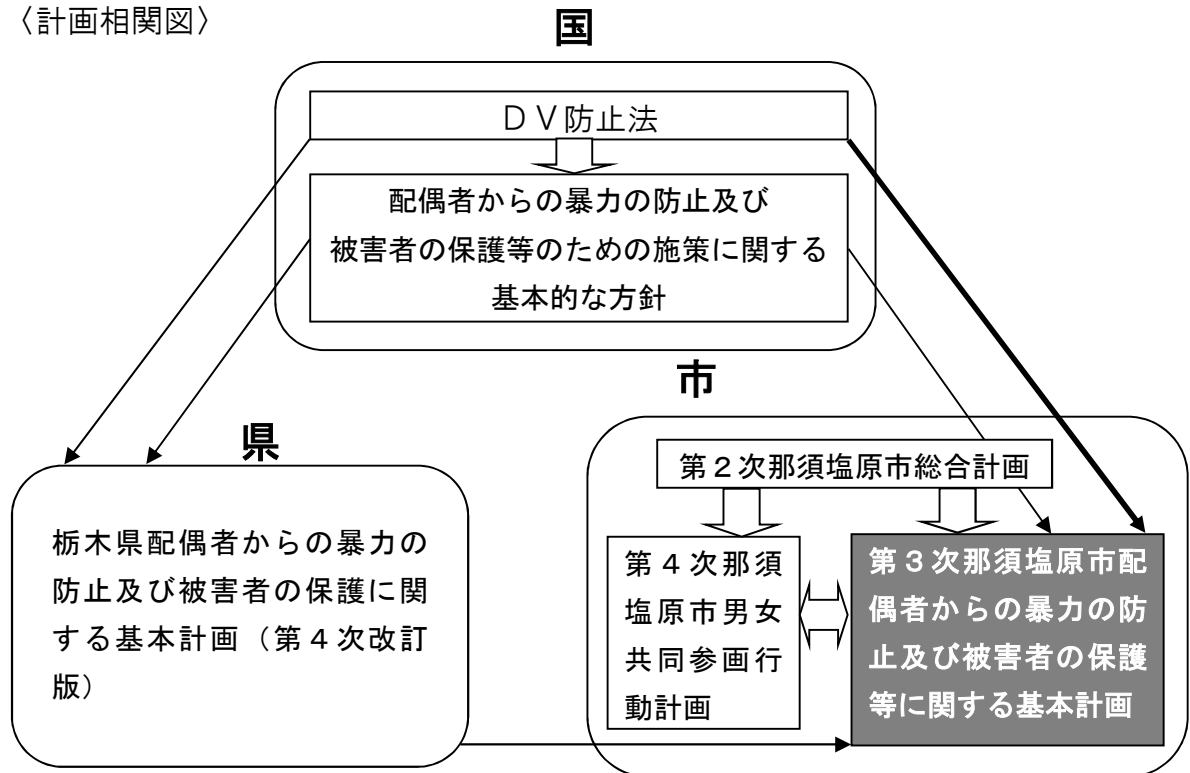 〈計画相関図〉
国
ＤＶ防止法
配偶者からの暴力の防止及び
被害者の保護等のための施策に関する
基本的な方針
市
県
第２次那須塩原市総合計画
栃木県配偶者からの暴力の
防止及び被害者の保護に関
する基本計画（第４次改訂
版）
第４次那須
塩原市男女
共同参画行
動計画
第３次那須塩原市配
偶者からの暴力の防
止及び被害者の保護
等に関する基本計画